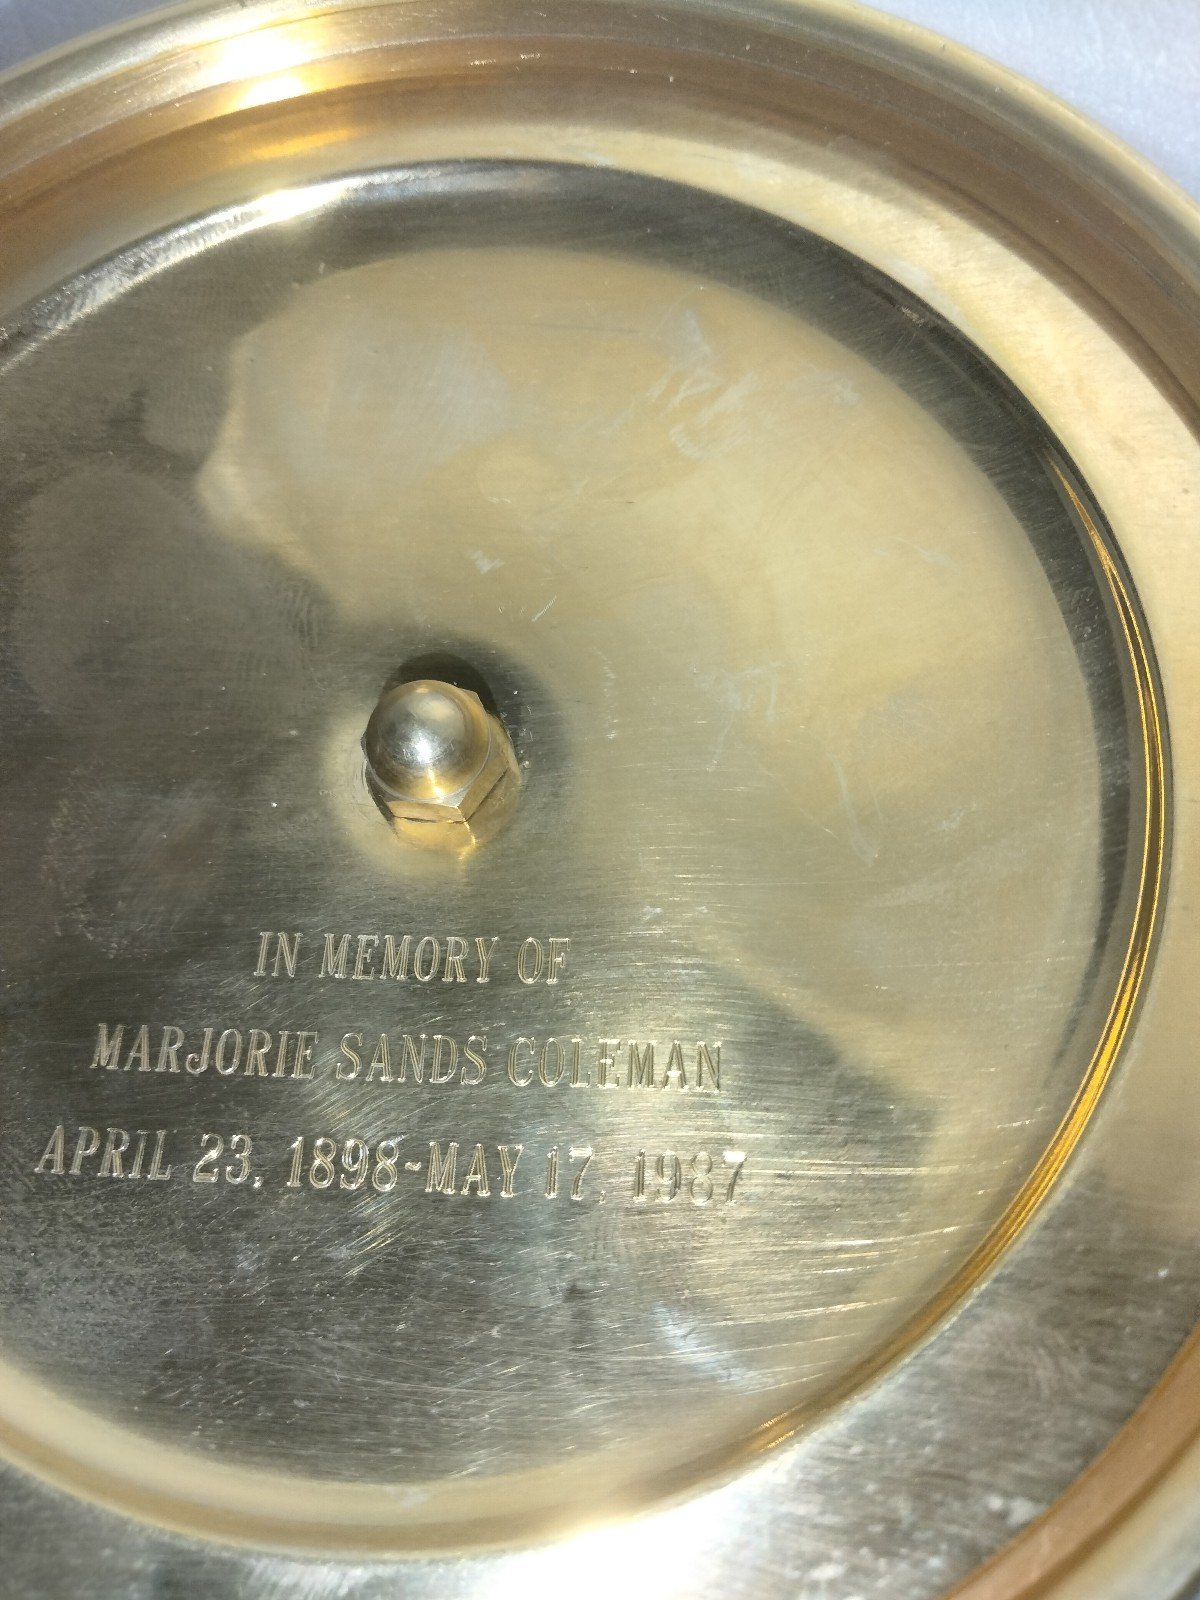 IN MEMORY OF
MARJORIE SANDS COLEMAN
APRIL 23, 1898-MAY 17, 1987